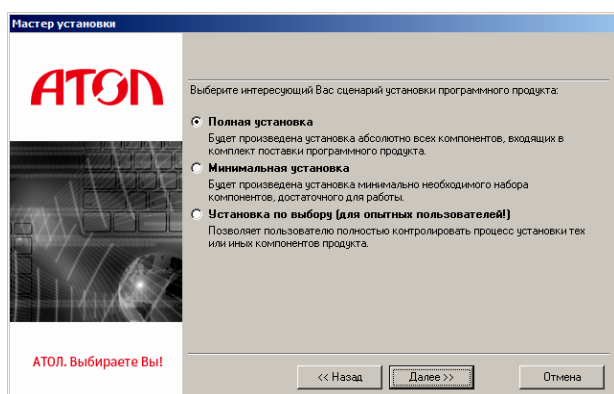 Мастер установки
АТОЛ
Выберите интересующий Вас сценарий установки программного продукта:
Полная установка
Будет произведена установка абсолютно всех компонентов, входящих в
комплект поставки программного продукта.
Минимальная установка
Будет произведена установка минимально необходимого набора
компонентов, достаточного для работы.
Установка по выбору (для опытных пользователей!)
Позволяет пользователю полностью контролировать процесс установки тех
или иных компонентов продукта.
АТОЛ. Выбираете Вы!
<< Назад
Далее >>
Отмена